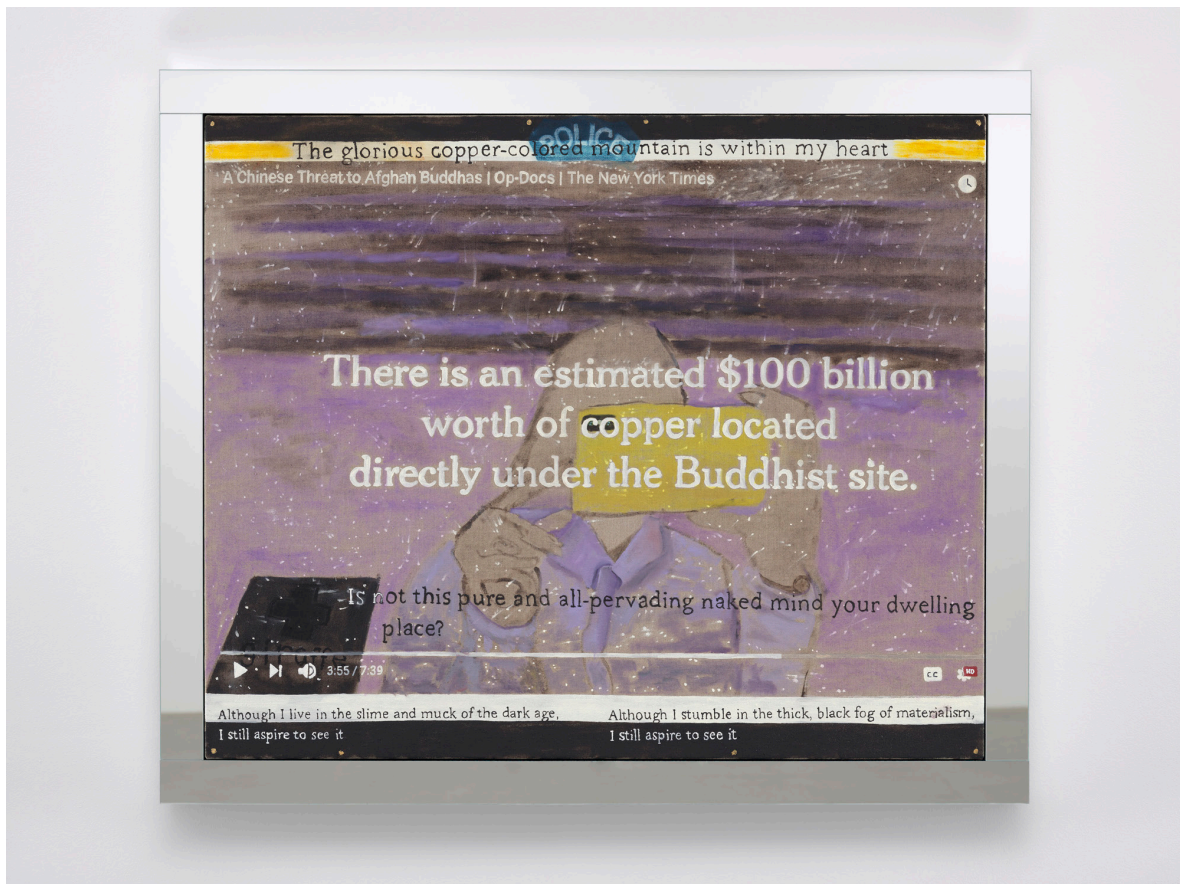 POLICE
The glorious copper-colored mountain is within my heart
A Chinese Threat to Afghan Buddhas | Op-Docs | The New York Times
There is an estimated $100 billion
worth of copper located
directly under the Buddhist site.
Is not this pure and all-pervading naked mind your dwelling
place?
3:55 / 7:39
CC
HD
Although I live in the slime and muck of the dark age,
I still aspire to see it
Although I stumble in the thick, black fog of materialism,
I still aspire to see it